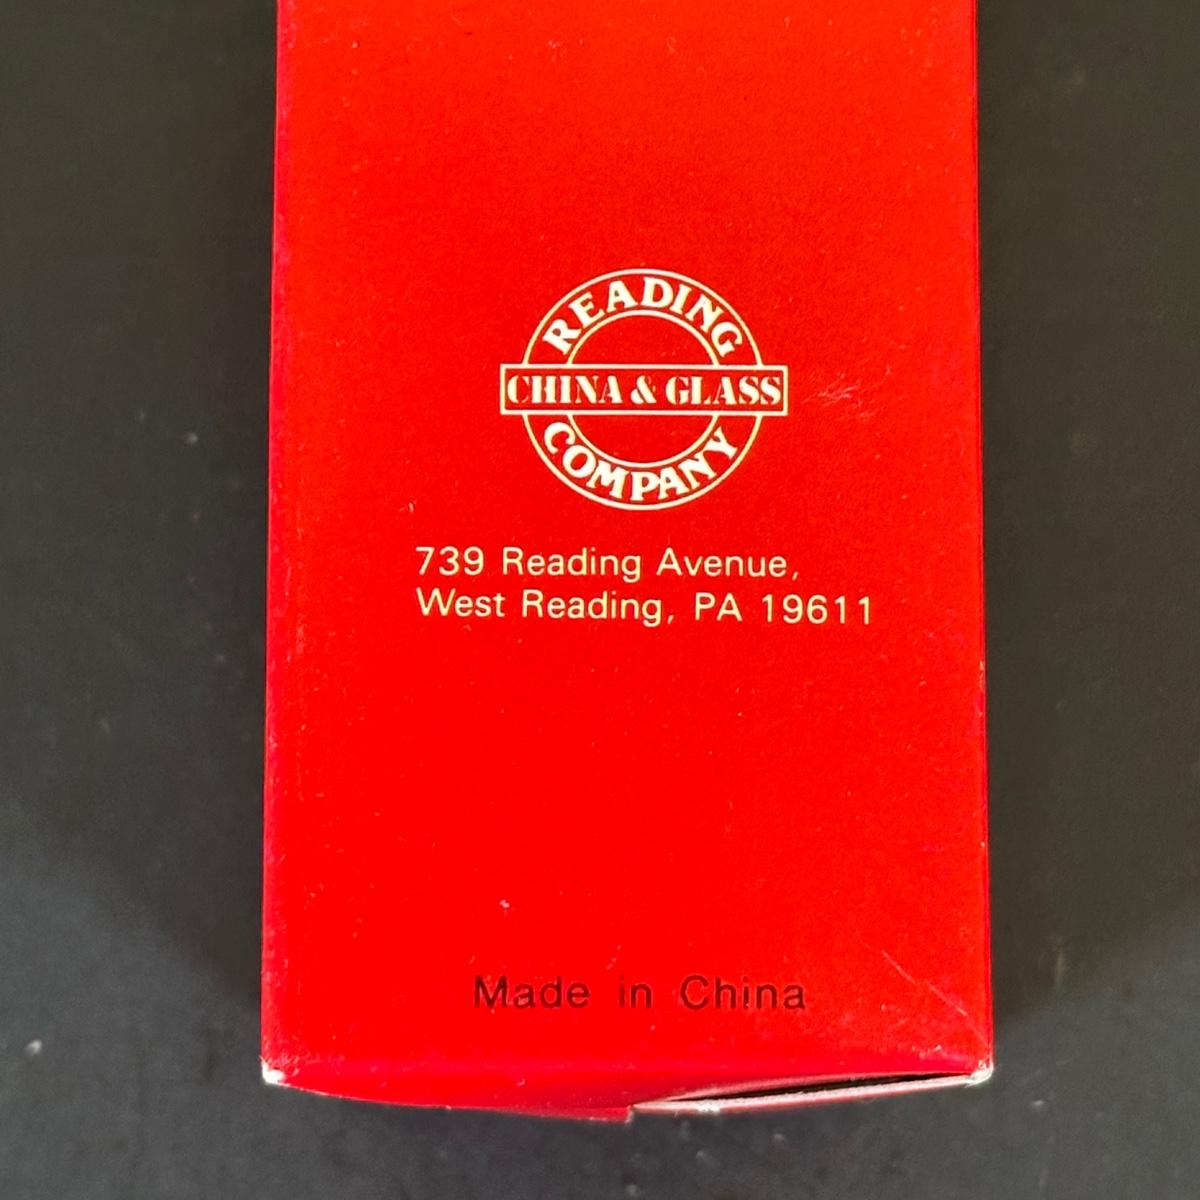 READING
CHINA & GLASS
COMPANY
739 Reading Avenue,
West Reading, PA 19611
Made in China